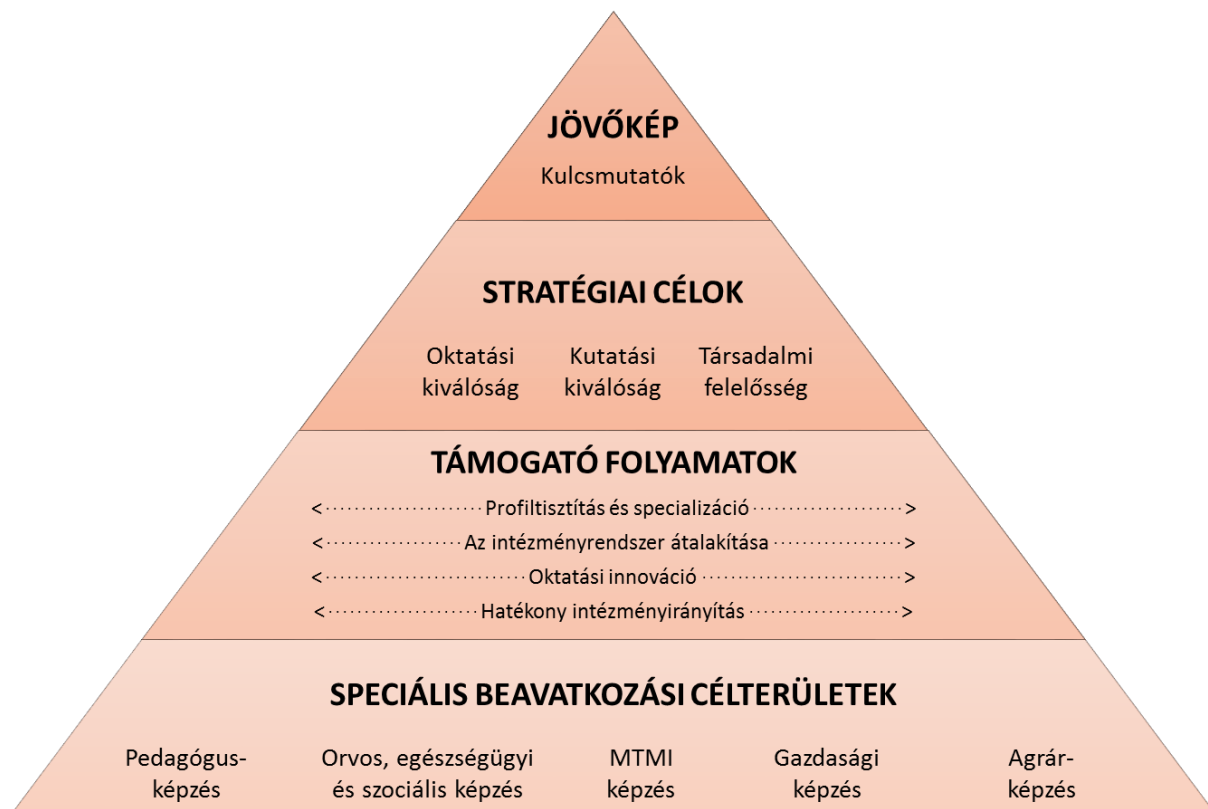 JÖVŐKÉP
Kulcsmutatók
STRATÉGIAI CÉLOK
Oktatási Kutatási Társadalmi
kiválóság kiválóság felelősség
TÁMOGATÓ FOLYAMATOK
<····················Profiltisztítás és specializáció····················>
<·················Az intézményrendszer átalakítása·················>
<··························Oktatási innováció··························>
<···················Hatékony intézményirányítás···················>
SPECIÁLIS BEAVATKOZÁSI CÉLTERÜLETEK
Pedagógus- Orvos, egészségügyi MTMI Gazdasági Agrár-
képzés és szociális képzés képzés képzés képzés